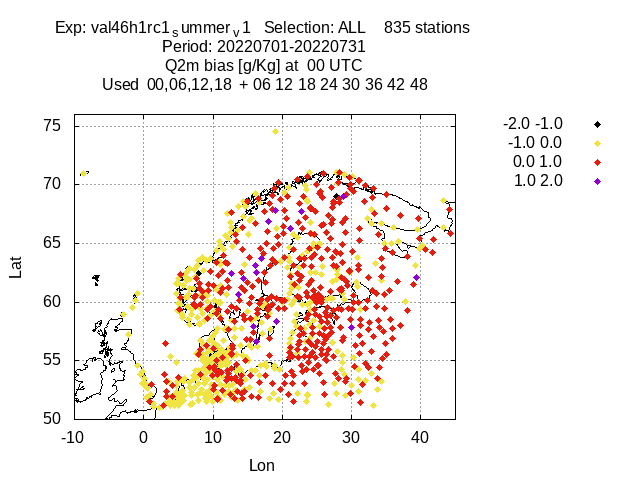 Exp: val46h1rc1summerv1   Selection: ALL    835 stations
Period: 20220701-20220731
Q2m bias [g/Kg] at  00 UTC
Used  00,06,12,18  + 06 12 18 24 30 36 42 48
-2.0 -1.0
-1.0 0.0
0.0 1.0
1.0 2.0
75
70
65
60
55
50
Lat
-10 0 10 20 30 40
Lon